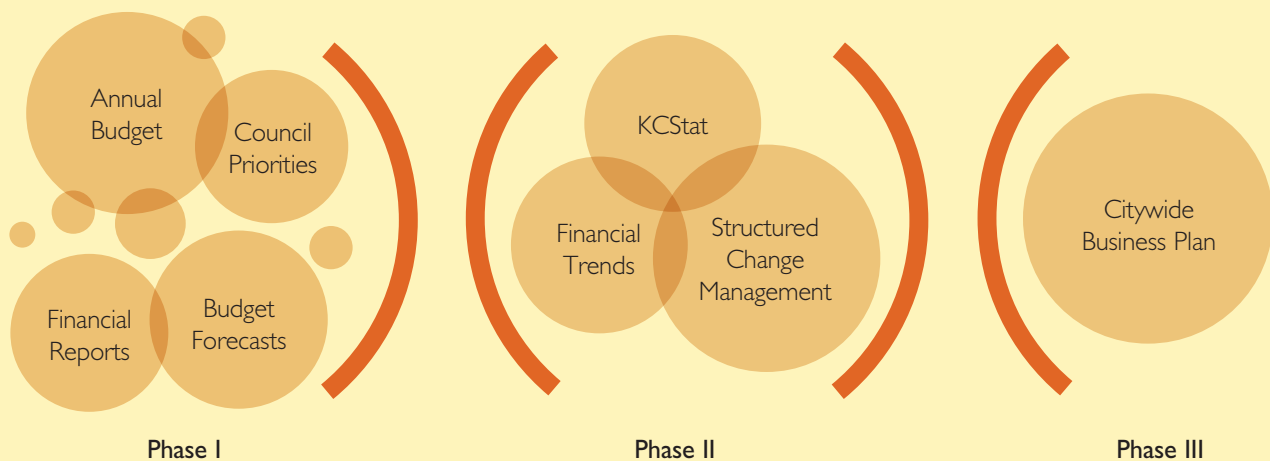 Annual
Budget
Council
Priorities
Financial
Reports
Budget
Forecasts
Phase I
KCStat
Financial
Trends
Structured
Change
Management
Phase II
Citywide
Business Plan
Phase III